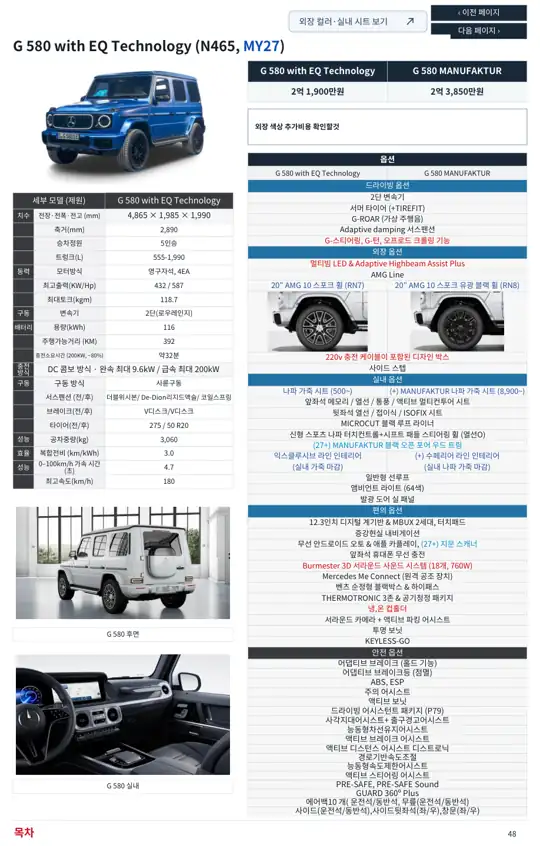 외장 컬러·실내 시트 보기 ↗
‹ 이전 페이지
다음 페이지 ›
G 580 with EQ Technology (N465, MY27)
G 580 with EQ Technology G 580 MANUFAKTUR
2억 1,900만원 2억 3,850만원
외장 색상 추가비용 확인할것
세부 모델 (제원) G 580 with EQ Technology
치수 전장·전폭·전고 (mm) 4,865 × 1,985 × 1,990
축거(mm) 2,890
승차정원 5인승
트렁크(L) 555-1,990
동력 모터방식 영구자석, 4EA
최고출력(KW/Hp) 432 / 587
최대토크(kgm) 118.7
구동 변속기 2단(로우레인지)
배터리 용량(kWh) 116
주행가능거리 (KM) 392
충전소요시간 (200KW, ~80%) 약32분
충전방식 DC 콤보 방식 · 완속 최대 9.6kW / 급속 최대 200kW
구동 구동 방식 사륜구동
서스펜션 (전/후) 더블위시본/ De-Dion리지드액슬/ 코일스프링
브레이크(전/후) V디스크/V디스크
타이어(전/후) 275 / 50 R20
성능 공차중량(kg) 3,060
효율 복합전비 (km/kWh) 3.0
성능 0–100km/h 가속 시간 (초) 4.7
최고속도(km/h) 180
G 580 후면
G 580 실내
옵션
G 580 with EQ Technology G 580 MANUFAKTUR
드라이빙 옵션
2단 변속기
서머 타이어 (+TIREFIT)
G-ROAR (가상 주행음)
Adaptive damping 서스펜션
G-스티어링, G-턴, 오프로드 크롤링 기능
외장 옵션
멀티빔 LED & Adaptive Highbeam Assist Plus
AMG Line
20” AMG 10 스포크 휠 (RN7) 20” AMG 10 스포크 유광 블랙 휠 (RN8)
220v 충전 케이블이 포함된 디자인 박스
사이드 스텝
실내 옵션
나파 가죽 시트 (500~) (+) MANUFAKTUR 나파 가죽 시트 (8,900~)
앞좌석 메모리 / 열선 / 통풍 / 액티브 멀티컨투어 시트
뒷좌석 열선 / 접이식 / ISOFIX 시트
MICROCUT 블랙 루프 라이너
신형 스포츠 나파 터치컨트롤+시프트 패들 스티어링 휠 (열선O)
(27+) MANUFAKTUR 블랙 오픈 포어 우드 트림
익스클루시브 라인 인테리어 (+) 수페리어 라인 인테리어
(실내 가죽 마감) (실내 나파 가죽 마감)
일반형 선루프
앰비언트 라이트 (64색)
발광 도어 실 패널
편의 옵션
12.3인치 디지털 계기반 & MBUX 2세대, 터치패드
증강현실 내비게이션
무선 안드로이드 오토 & 애플 카플레이, (27+) 지문 스캐너
앞좌석 휴대폰 무선 충전
Burmester 3D 서라운드 사운드 시스템 (18개, 760W)
Mercedes Me Connect (원격 공조 장치)
벤츠 순정형 블랙박스 & 하이패스
THERMOTRONIC 3존 & 공기청정 패키지
냉,온 컵홀더
서라운드 카메라 + 액티브 파킹 어시스트
투명 보닛
KEYLESS-GO
안전 옵션
어댑티브 브레이크 (홀드 기능)
어댑티브 브레이크등 (점멸)
ABS, ESP
주의 어시스트
액티브 보닛
드라이빙 어시스턴트 패키지 (P79)
사각지대어시스트+ 출구경고어시스트
능동형차선유지어시스트
액티브 브레이크 어시스트
액티브 디스턴스 어시스트 디스트로닉
경로기반속도조절
능동형속도제한어시스트
액티브 스티어링 어시스트
PRE-SAFE, PRE-SAFE Sound
GUARD 360º Plus
에어백10개 ( 운전석/동반석, 무릎(운전석/동반석)
사이드(운전석/동반석),사이드뒷좌석(좌/우),창문(좌/우)
목차
48